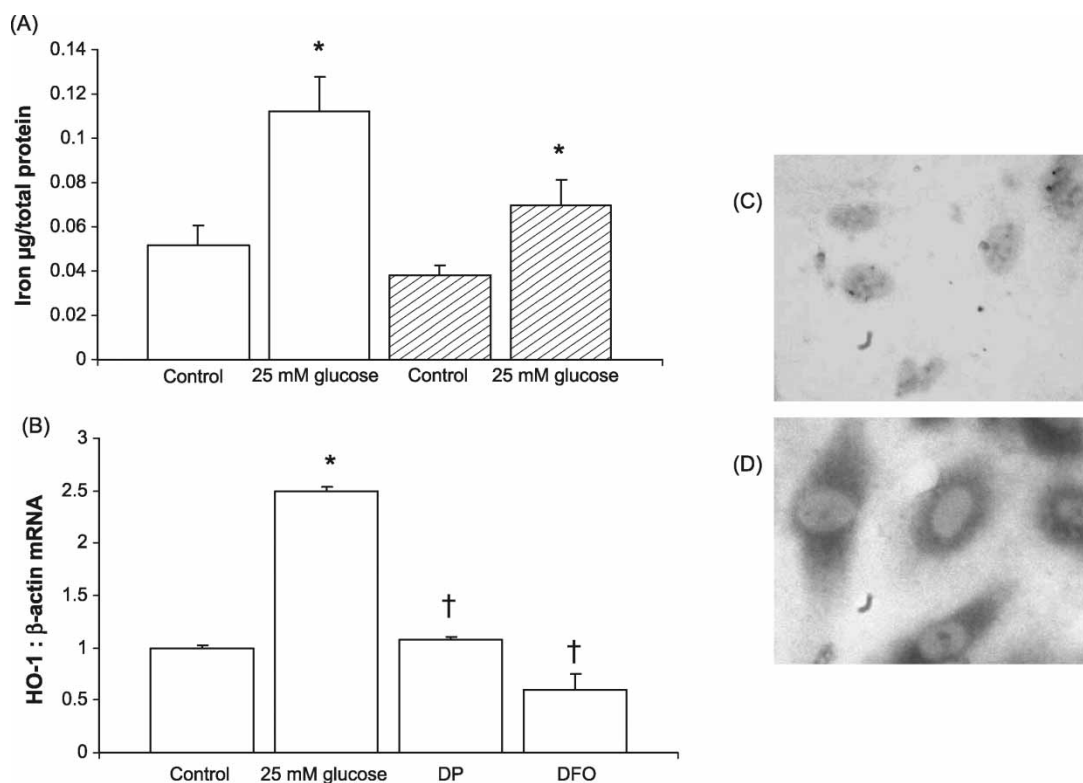 (A)
Iron µg/total protein
0.14
0.12
0.1
0.08
0.06
0.04
0.02
0
*
*
Control
25 mM glucose
Control
25 mM glucose
(B)
HO-1 : β-actin mRNA
3
2.5
2
1.5
1
0.5
0
*
†
†
Control
25 mM glucose
DP
DFO
(C)
(D)